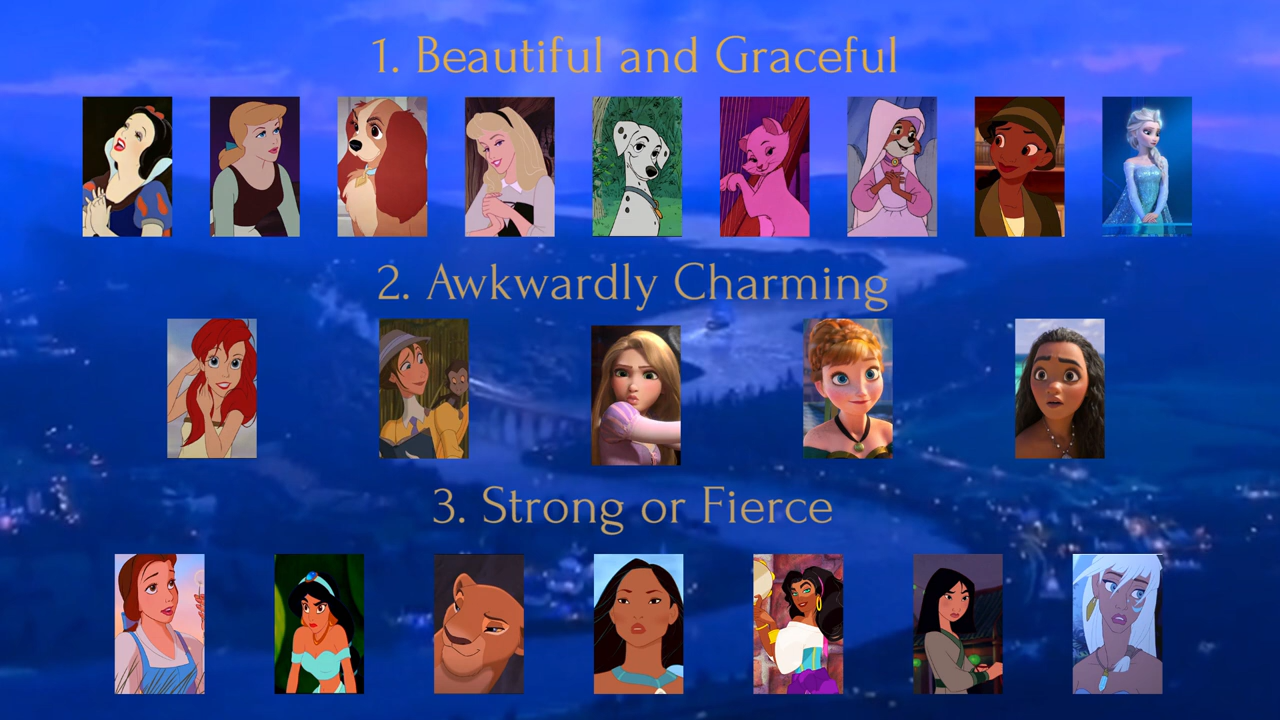 1. Beautiful and Graceful
2. Awkwardly Charming
3. Strong or Fierce